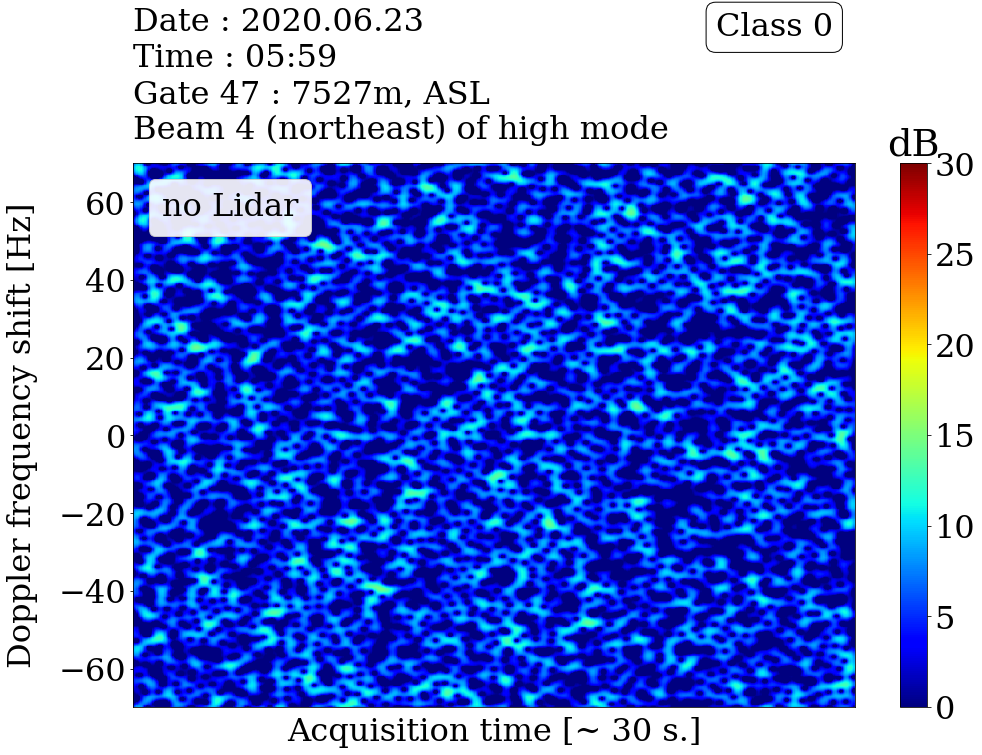 Date : 2020.06.23
Time : 05:59
Gate 47 : 7527m, ASL
Beam 4 (northeast) of high mode
Class 0
dB
no Lidar
Doppler frequency shift [Hz]
60
40
20
0
−20
−40
−60
Acquisition time [~ 30 s.]
30
25
20
15
10
5
0